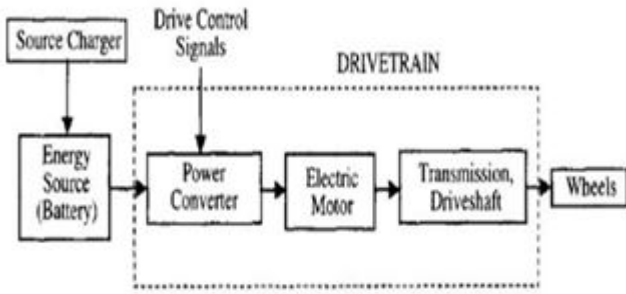 Source Charger
Drive Control
Signals
DRIVETRAIN
Energy
Source
(Battery)
Power
Converter
Electric
Motor
Transmission,
Driveshaft
Wheels